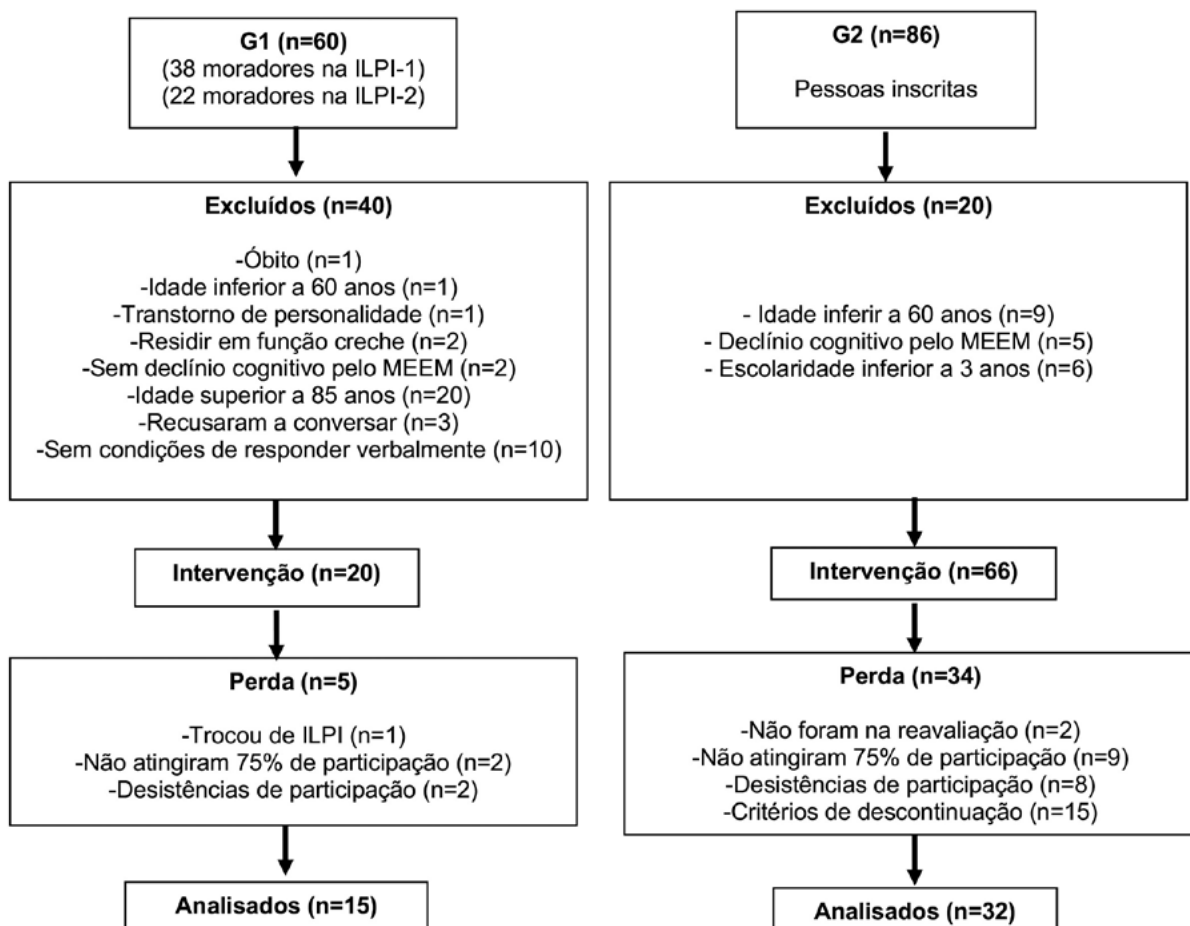 G1 (n=60)
(38 moradores na ILPI-1)
(22 moradores na ILPI-2)
Excluídos (n=40)
-Óbito (n=1)
-Idade inferior a 60 anos (n=1)
-Transtorno de personalidade (n=1)
-Residir em função creche (n=2)
-Sem declínio cognitivo pelo MEEM (n=2)
-Idade superior a 85 anos (n=20)
-Recusaram a conversar (n=3)
-Sem condições de responder verbalmente (n=10)
Intervenção (n=20)
Perda (n=5)
-Trocou de ILPI (n=1)
-Não atingiram 75% de participação (n=2)
-Desistências de participação (n=2)
Analisados (n=15)
G2 (n=86)
Pessoas inscritas
Excluídos (n=20)
- Idade inferir a 60 anos (n=9)
- Declínio cognitivo pelo MEEM (n=5)
- Escolaridade inferior a 3 anos (n=6)
Intervenção (n=66)
Perda (n=34)
-Não foram na reavaliação (n=2)
-Não atingiram 75% de participação (n=9)
-Desistências de participação (n=8)
-Critérios de descontinuação (n=15)
Analisados (n=32)